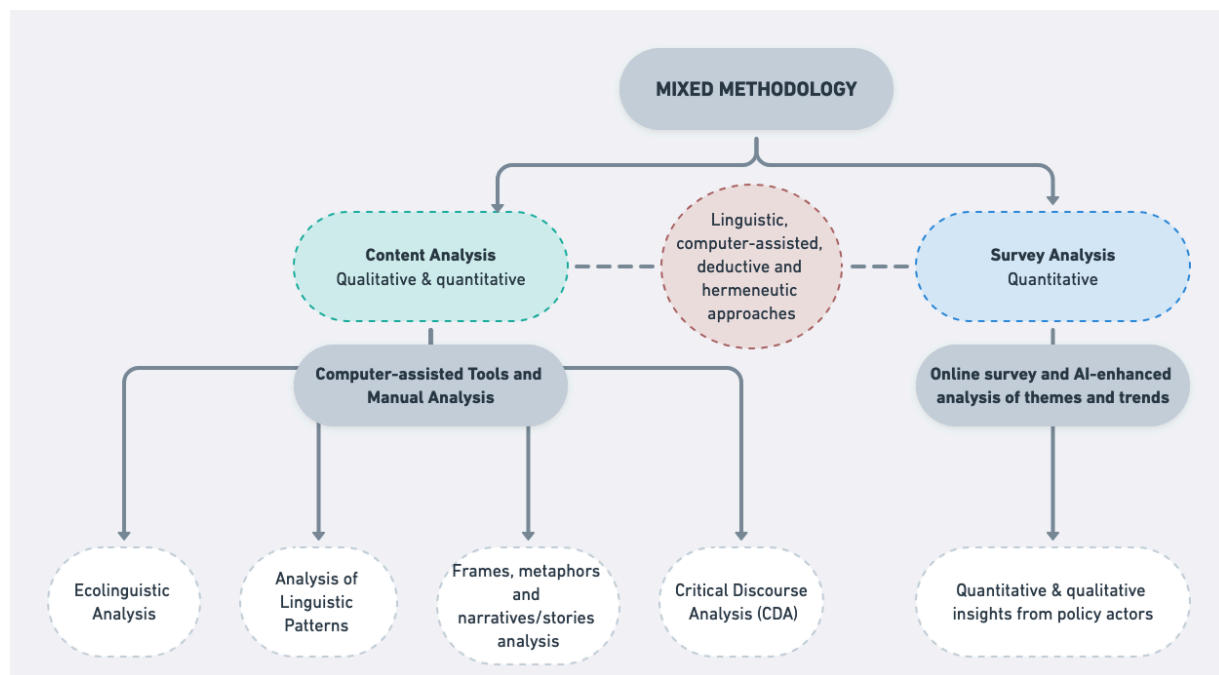 MIXED METHODOLOGY
Content Analysis
Qualitative & quantitative
Linguistic,
computer-assisted,
deductive and
hermeneutic
approaches
Survey Analysis
Quantitative
Computer-assisted Tools and
Manual Analysis
Online survey and AI-enhanced
analysis of themes and trends
Ecolinguistic
Analysis
Analysis of
Linguistic
Patterns
Frames, metaphors
and
narratives/stories
analysis
Critical Discourse
Analysis (CDA)
Quantitative & qualitative
insights from policy actors